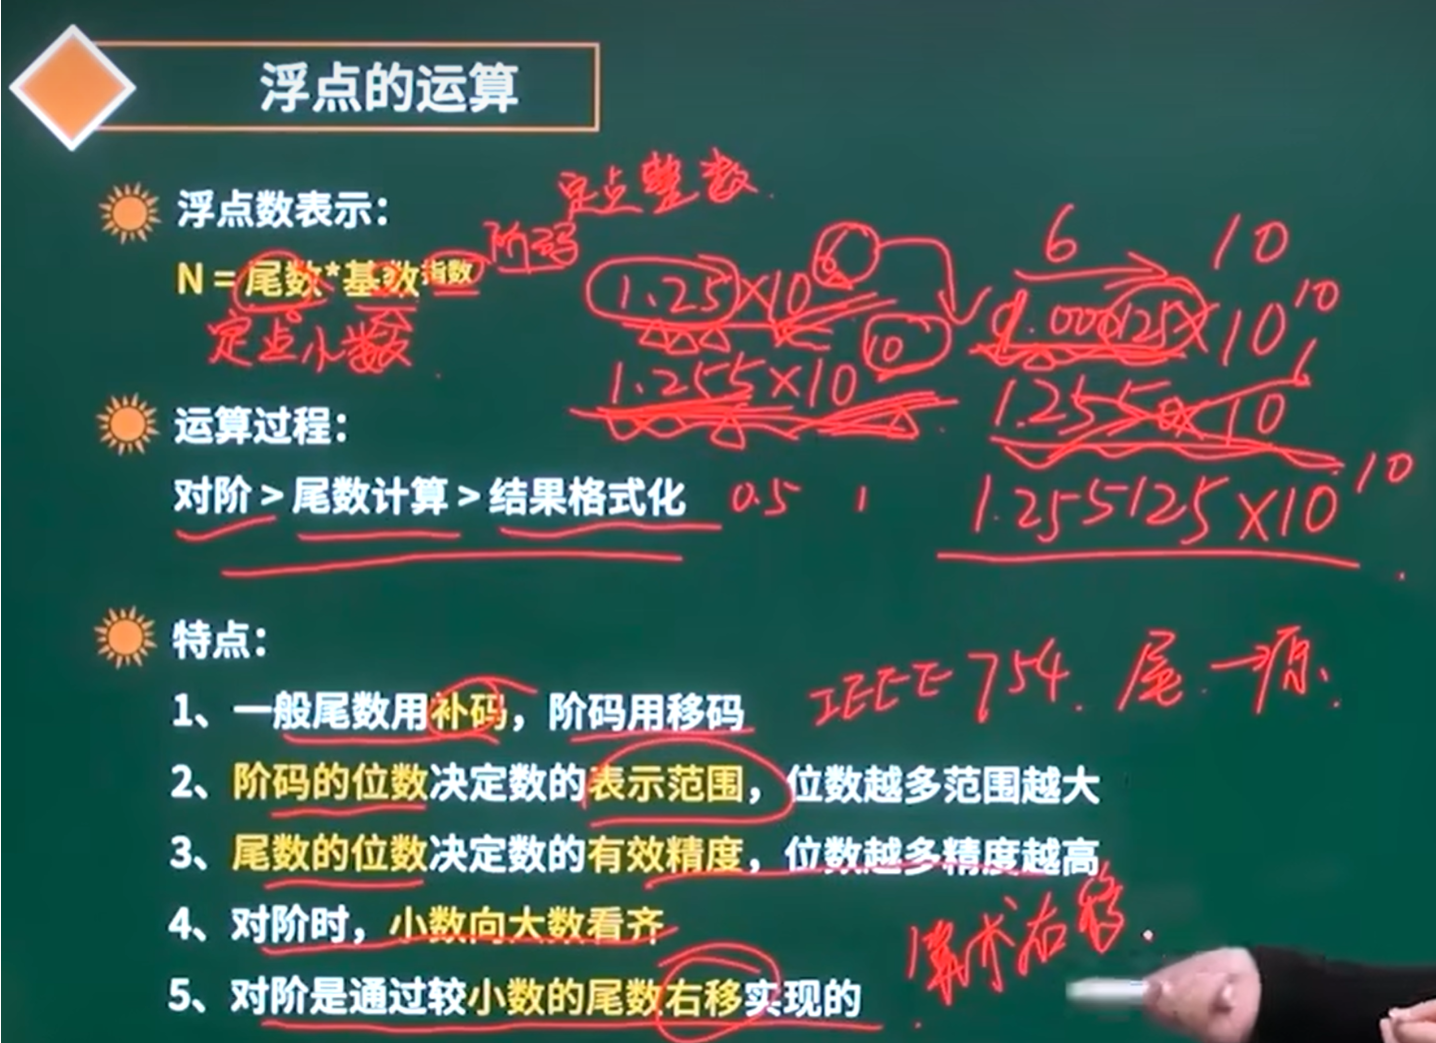 浮点的运算
浮点数表示：
定点整数
N = 尾数*基数指数
阶码
定点小数
1.25×10 6
1.255×10 10
6
10
0.000125×10 10
1.255×10 6
1.255125×10 10
运算过程：
对阶 > 尾数计算 > 结果格式化
0.5 1
特点：
1、一般尾数用补码，阶码用移码
IEEE 754. 尾一源.
2、阶码的位数决定数的表示范围，位数越多范围越大
3、尾数的位数决定数的有效精度，位数越多精度越高
4、对阶时，小数向大数看齐
算术右移.
5、对阶是通过较小数的尾数右移实现的